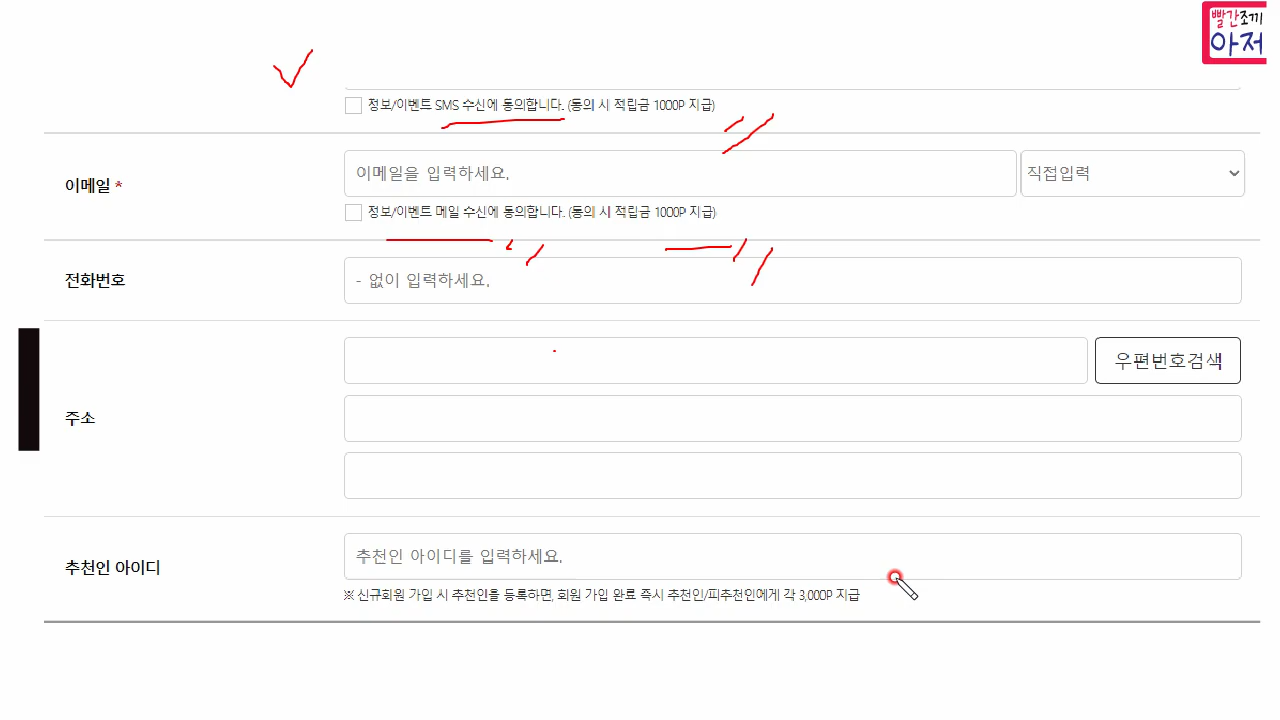 빨간조끼
아저
정보/이벤트 SMS 수신에 동의합니다. (동의 시 적립금 1000P 지급)
이메일 *
이메일을 입력하세요.
직접입력
정보/이벤트 메일 수신에 동의합니다. (동의 시 적립금 1000P 지급)
전화번호
- 없이 입력하세요.
우편번호검색
주소
추천인 아이디
추천인 아이디를 입력하세요.
※ 신규회원 가입 시 추천인을 등록하면, 회원 가입 완료 즉시 추천인/피추천인에게 각 3,000P 지급